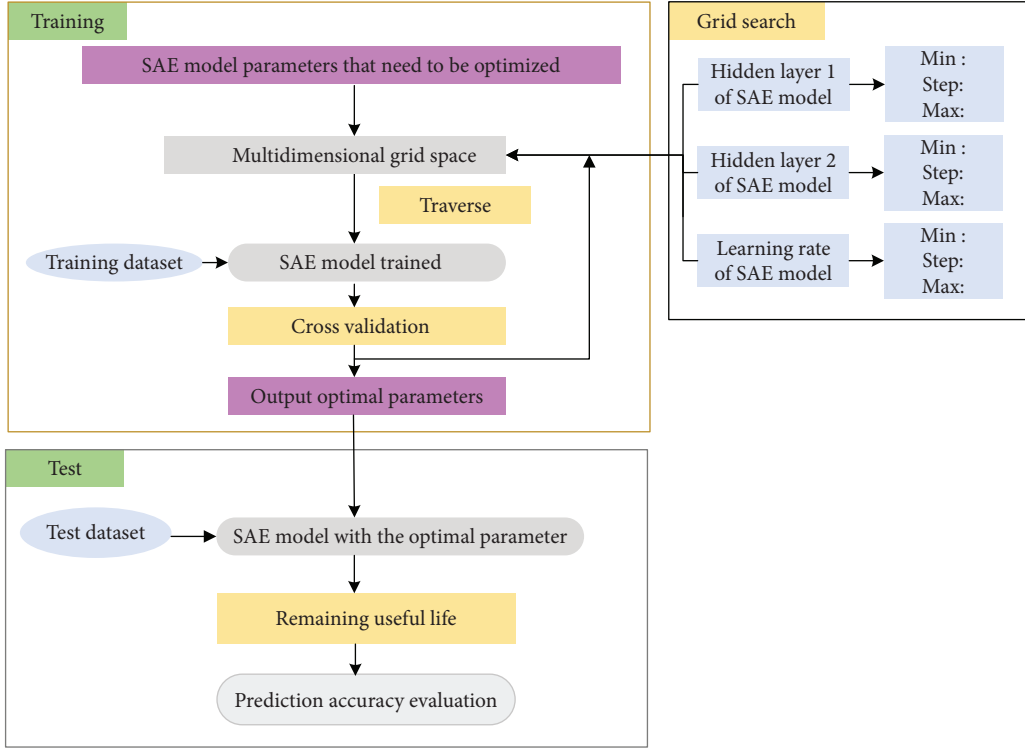 Training
SAE model parameters that need to be optimized
Multidimensional grid space
Traverse
Training dataset
SAE model trained
Cross validation
Output optimal parameters
Grid search
Hidden layer 1
of SAE model
Min :
Step:
Max:
Hidden layer 2
of SAE model
Min :
Step:
Max:
Learning rate
of SAE model
Min :
Step:
Max:
Test
Test dataset
SAE model with the optimal parameter
Remaining useful life
Prediction accuracy evaluation